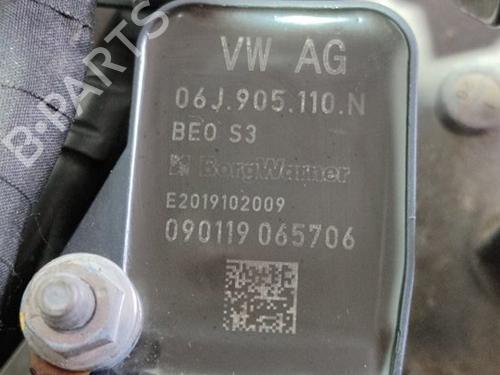 VW AG
06J.905.110.N
BEO S3
BorgWarner
E2019102009
090119 065706
B-PARTS